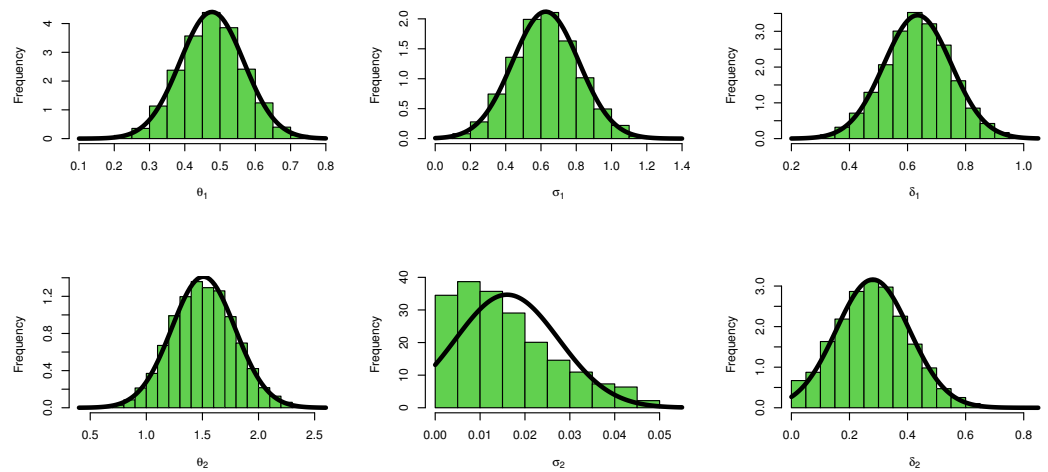 Frequency
0 1 2 3 4
0.1 0.2 0.3 0.4 0.5 0.6 0.7 0.8
θ1
Frequency
0.0 0.5 1.0 1.5 2.0
0.0 0.2 0.4 0.6 0.8 1.0 1.2 1.4
σ1
Frequency
0.0 1.0 2.0 3.0
0.2 0.4 0.6 0.8 1.0
δ1
Frequency
0.0 0.4 0.8 1.2
0.5 1.0 1.5 2.0 2.5
θ2
Frequency
0 10 20 30 40
0.00 0.01 0.02 0.03 0.04 0.05
σ2
Frequency
0.0 1.0 2.0 3.0
0.0 0.2 0.4 0.6 0.8
δ2